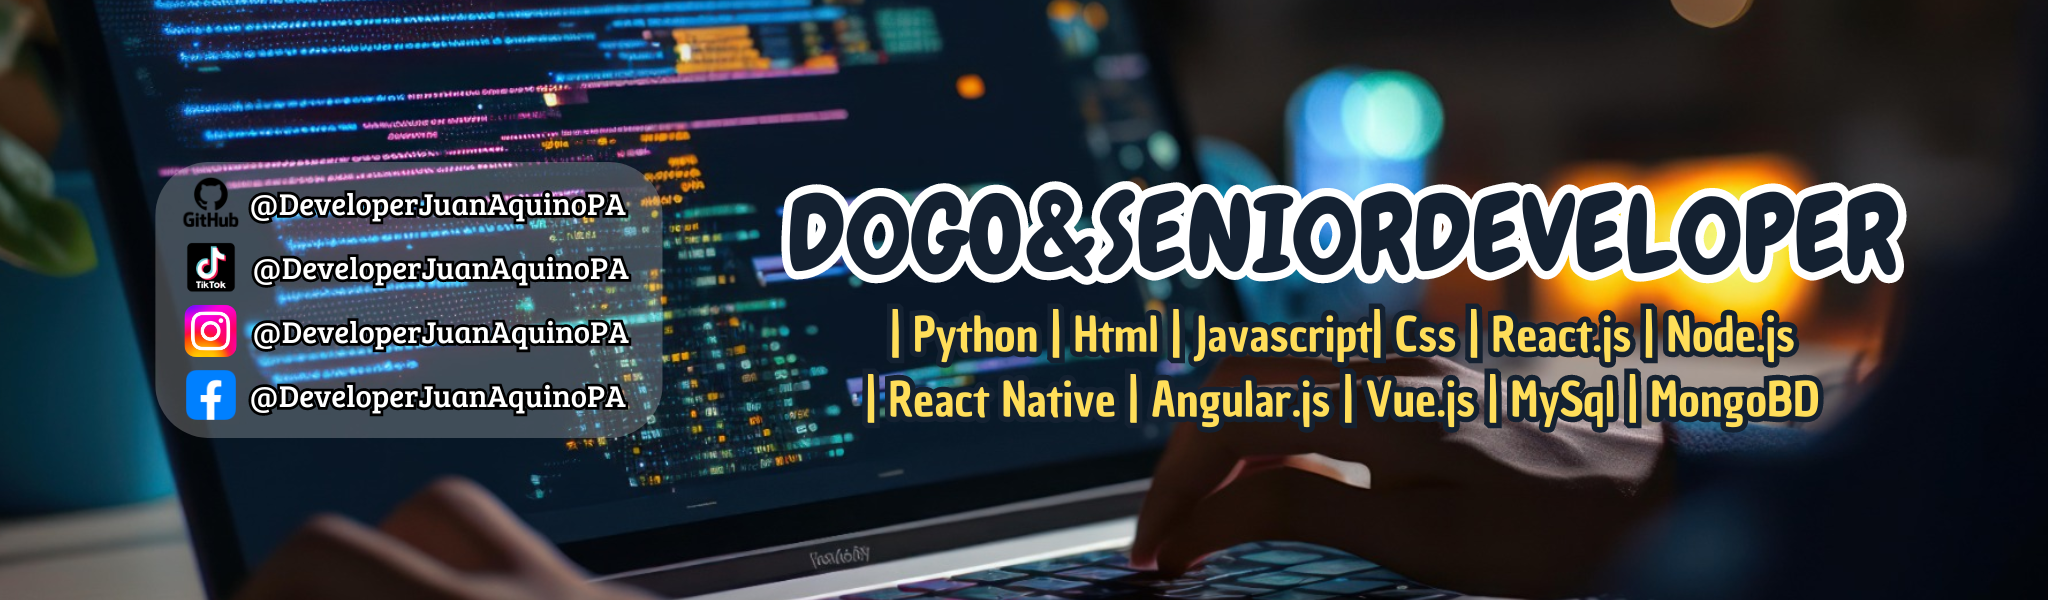 GitHub @DeveloperJuanAquinoPA
TikTok @DeveloperJuanAquinoPA
@DeveloperJuanAquinoPA
@DeveloperJuanAquinoPA
DOGO&SENIORDEVELOPER
| Python | Html | Javascript| Css | React.js | Node.js
| React Native | Angular.js | Vue.js | MySql | MongoBD